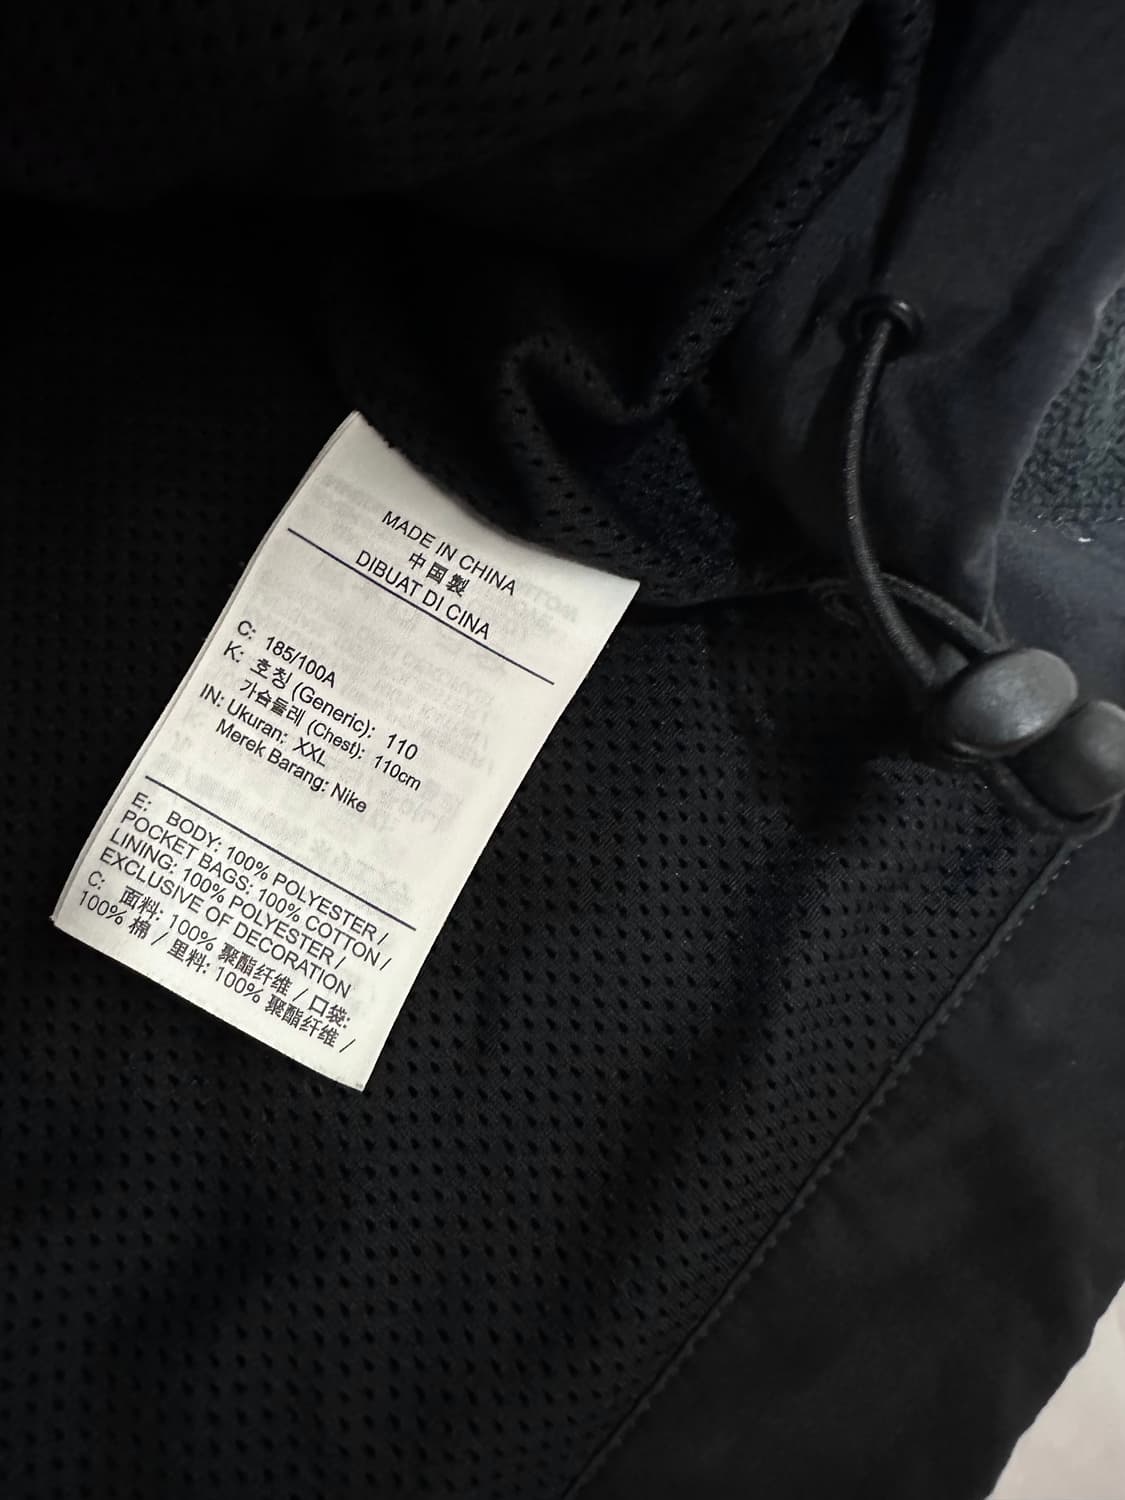 MADE IN CHINA
中国製
DIBUAT DI CINA
C: 185/100A
K: 호칭 (Generic): 110
가슴둘레 (Chest): 110cm
IN: Ukuran: XXL
Merek Barang: Nike
E: BODY: 100% POLYESTER /
POCKET BAGS: 100% COTTON /
LINING: 100% POLYESTER /
EXCLUSIVE OF DECORATION
C: 面料: 100% 聚酯纤维 / 口袋:
100% 棉 / 里料: 100% 聚酯纤维 /